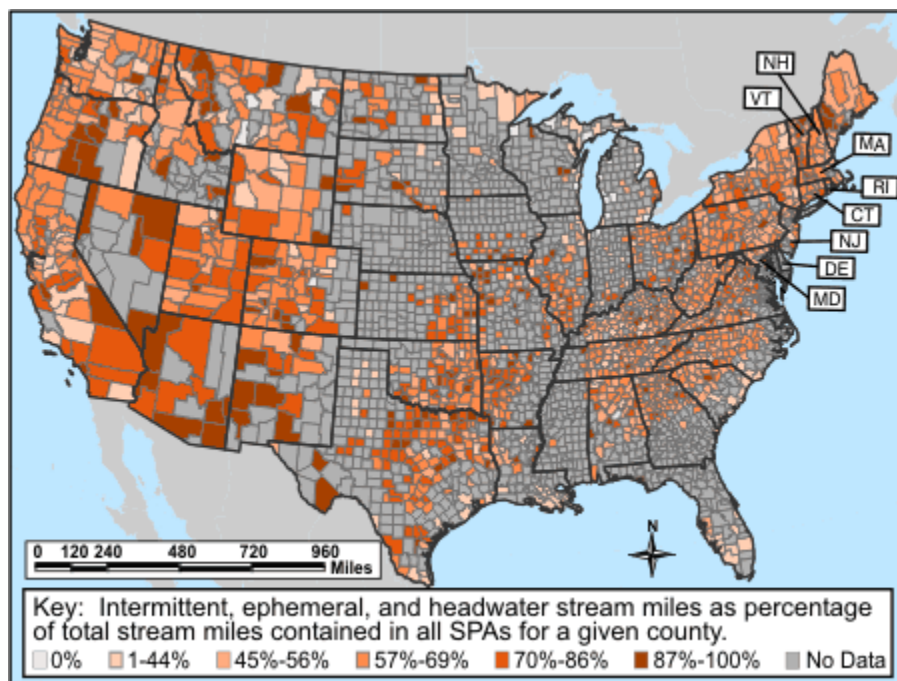 NH
VT
MA
RI
CT
NJ
DE
MD
N
0 120 240 480 720 960
Miles
Key: Intermittent, ephemeral, and headwater stream miles as percentage
of total stream miles contained in all SPAs for a given county.
0% 1-44% 45%-56% 57%-69% 70%-86% 87%-100% No Data